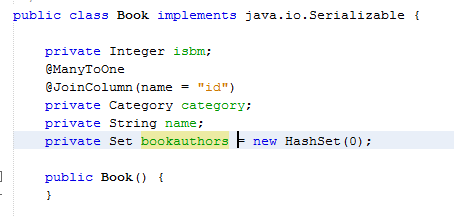 public class Book implements java.io.Serializable {
private Integer isbm;
@ManyToOne
@JoinColumn(name = "id")
private Category category;
private String name;
private Set bookauthors = new HashSet(0);
public Book() {
}